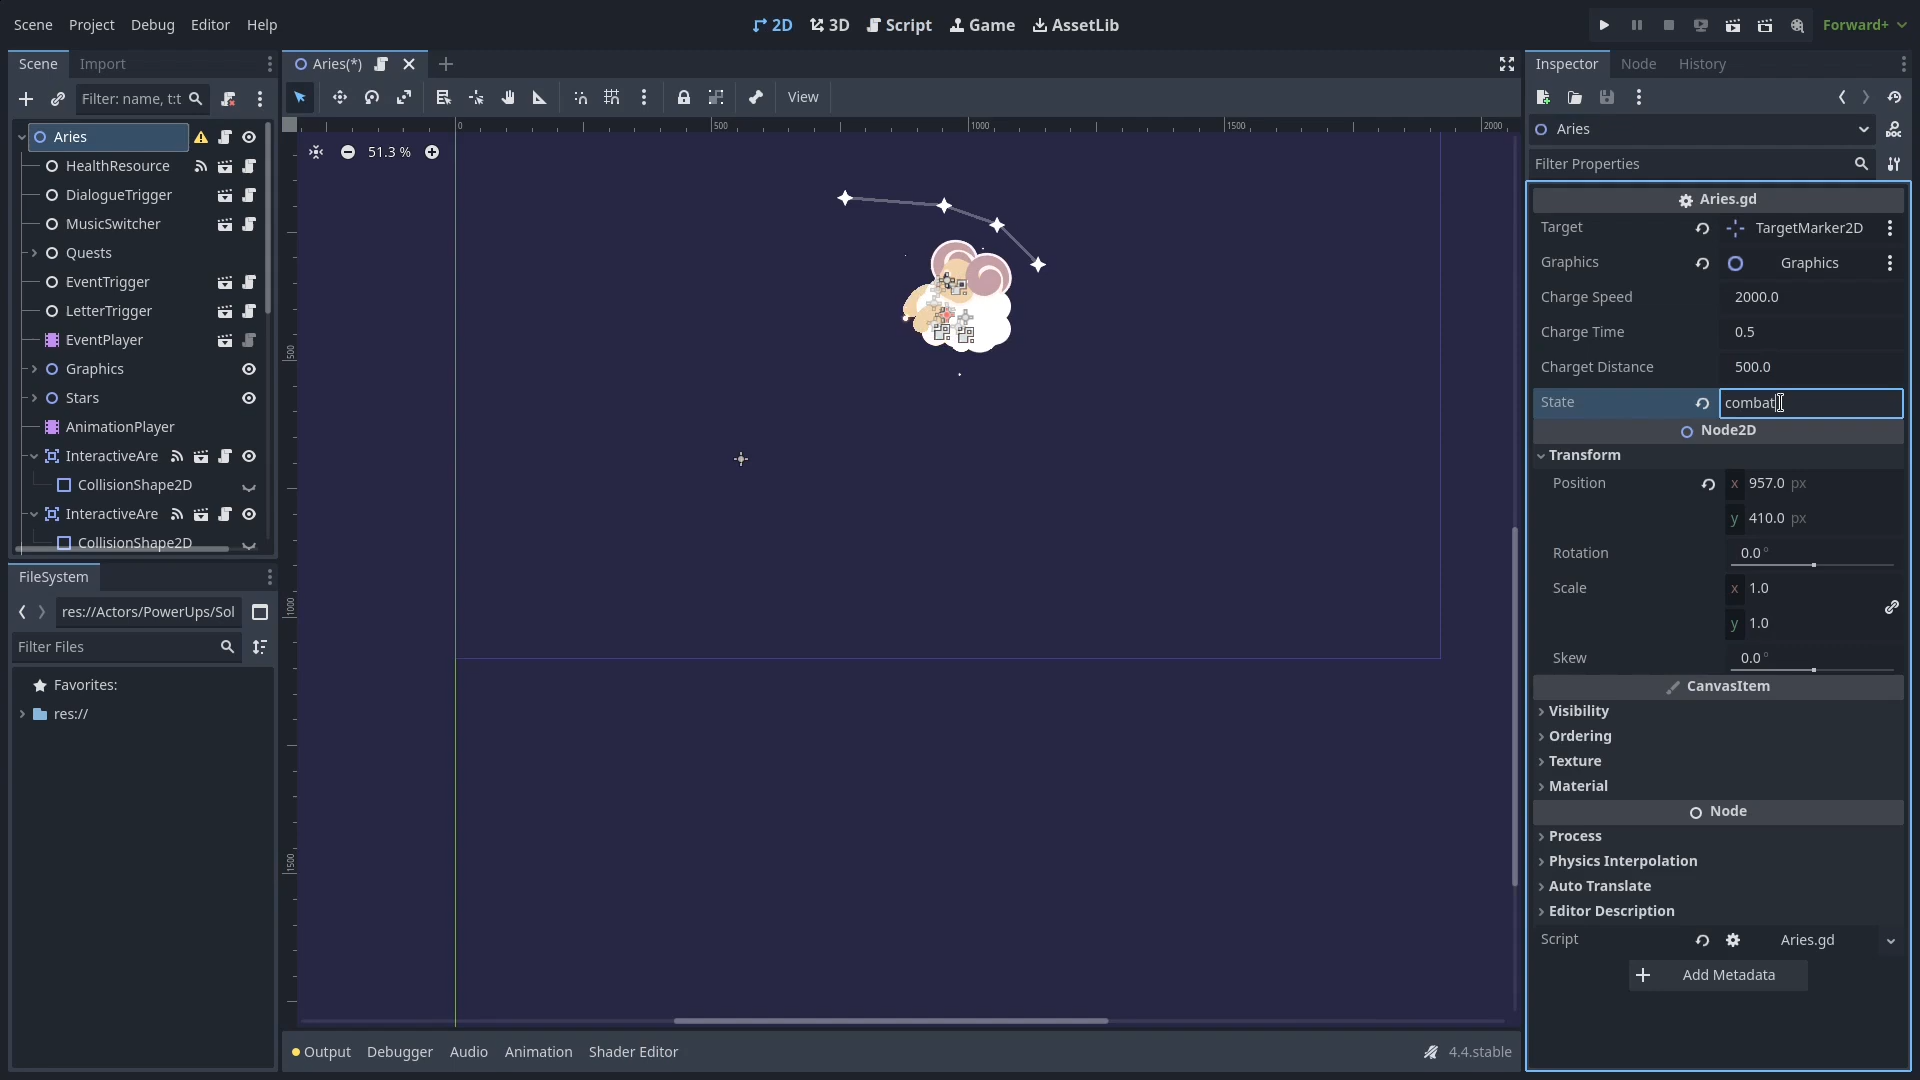 Scene Project Debug Editor Help
2D 3D Script Game AssetLib
Forward+
Scene Import
Filter: name, t:t
Aries
HealthResource
DialogueTrigger
MusicSwitcher
Quests
EventTrigger
LetterTrigger
EventPlayer
Graphics
Stars
AnimationPlayer
InteractiveAre
CollisionShape2D
InteractiveAre
CollisionShape2D
FileSystem
res://Actors/PowerUps/Sol
Filter Files
Favorites:
res://
Aries(*)
View
0 500 1000 1500 2000
51.3 %
500
1000
1500
Output Debugger Audio Animation Shader Editor
4.4.stable
Inspector Node History
Aries
Filter Properties
Aries.gd
Target TargetMarker2D
Graphics Graphics
Charge Speed 2000.0
Charge Time 0.5
Charget Distance 500.0
State combat
Node2D
Transform
Position x 957.0 px
y 410.0 px
Rotation 0.0 °
Scale x 1.0
y 1.0
Skew 0.0 °
CanvasItem
Visibility
Ordering
Texture
Material
Node
Process
Physics Interpolation
Auto Translate
Editor Description
Script Aries.gd
Add Metadata